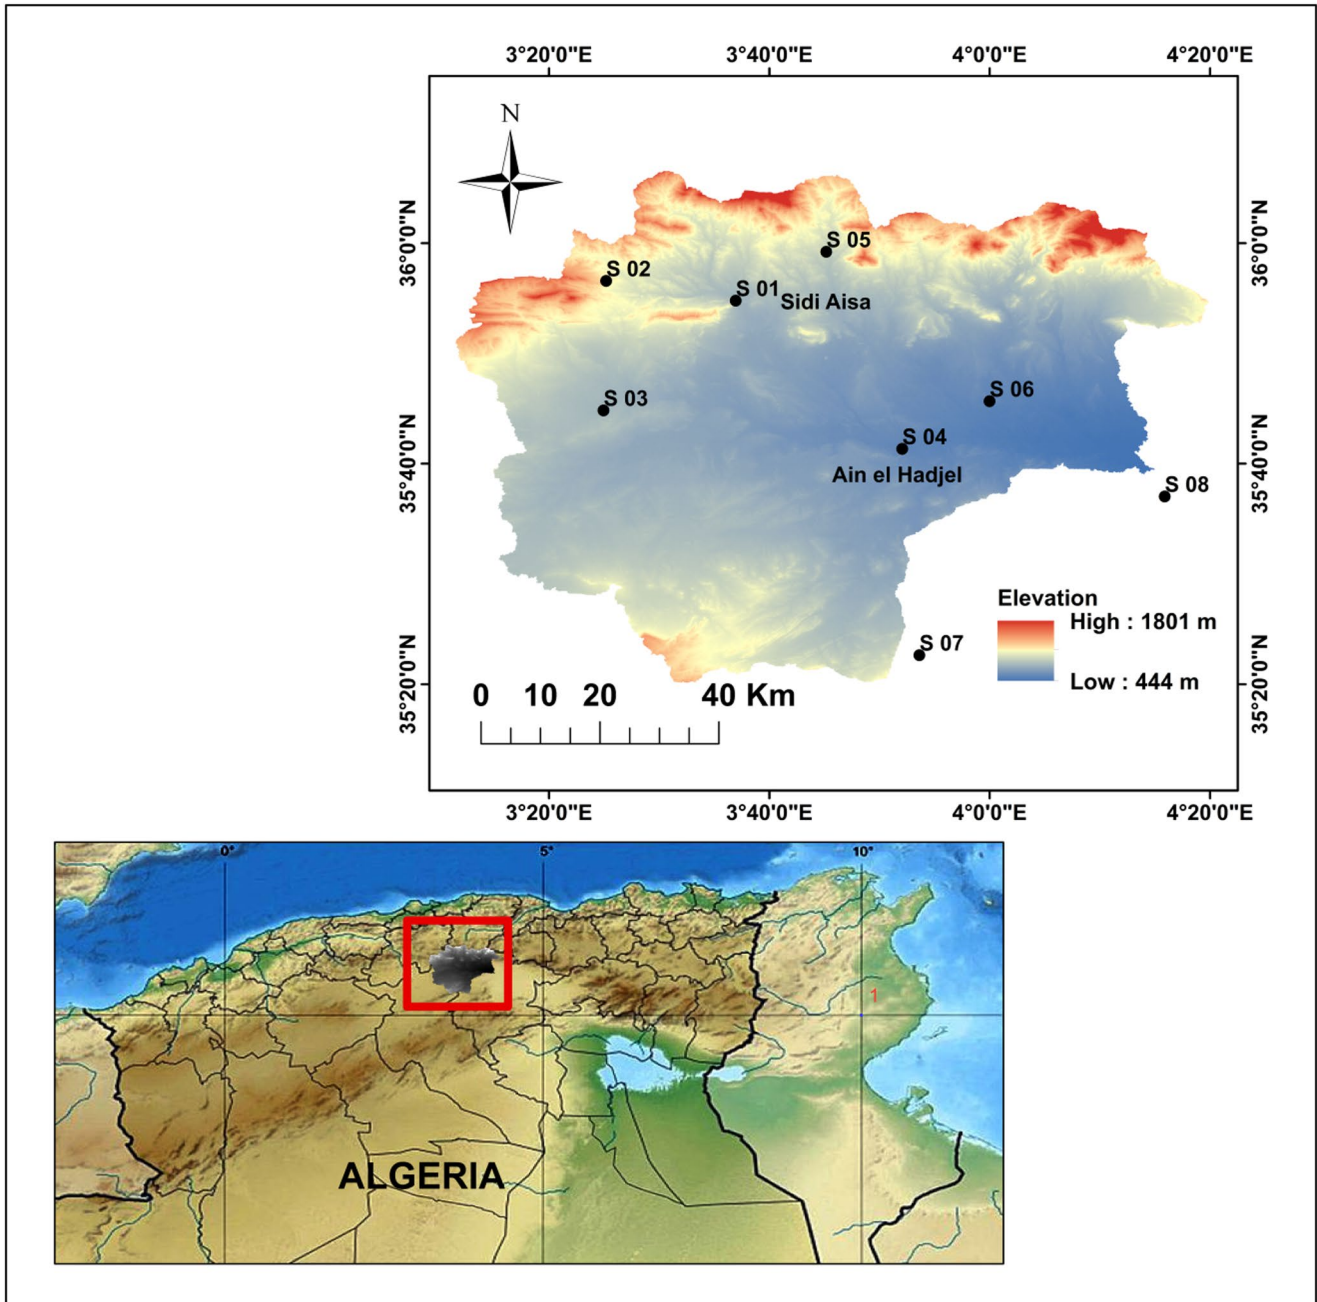 3°20'0"E 3°40'0"E 4°0'0"E 4°20'0"E
N
36°0'0"N
36°0'0"N
S 05
S 02
S 01
Sidi Aisa
S 03
S 06
S 04
Ain el Hadjel
35°40'0"N
35°40'0"N
S 08
Elevation
High : 1801 m
Low : 444 m
S 07
35°20'0"N
35°20'0"N
0 10 20 40 Km
3°20'0"E 3°40'0"E 4°0'0"E 4°20'0"E
0° 5° 10°
1
ALGERIA